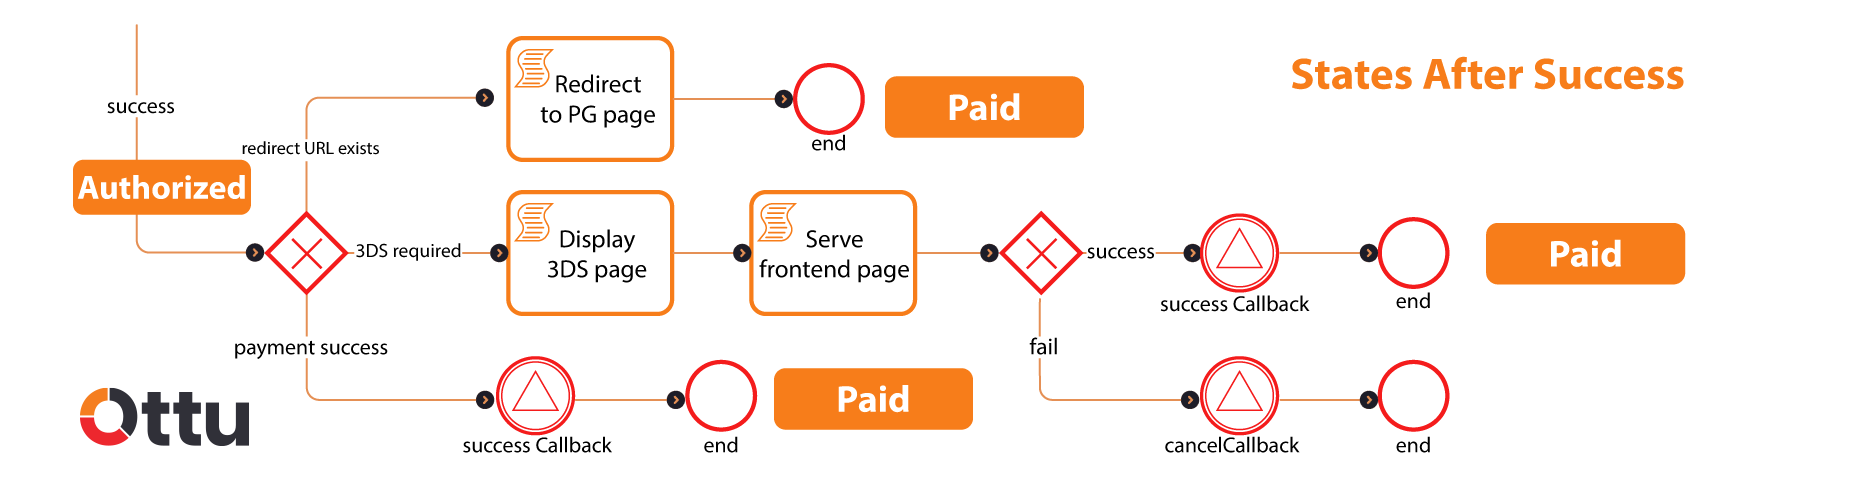 States After Success
success
Authorized
redirect URL exists
Redirect
to PG page
end
Paid
3DS required
Display
3DS page
Serve
frontend page
success
success Callback
end
Paid
payment success
success Callback
end
Paid
fail
cancelCallback
end
Ottu